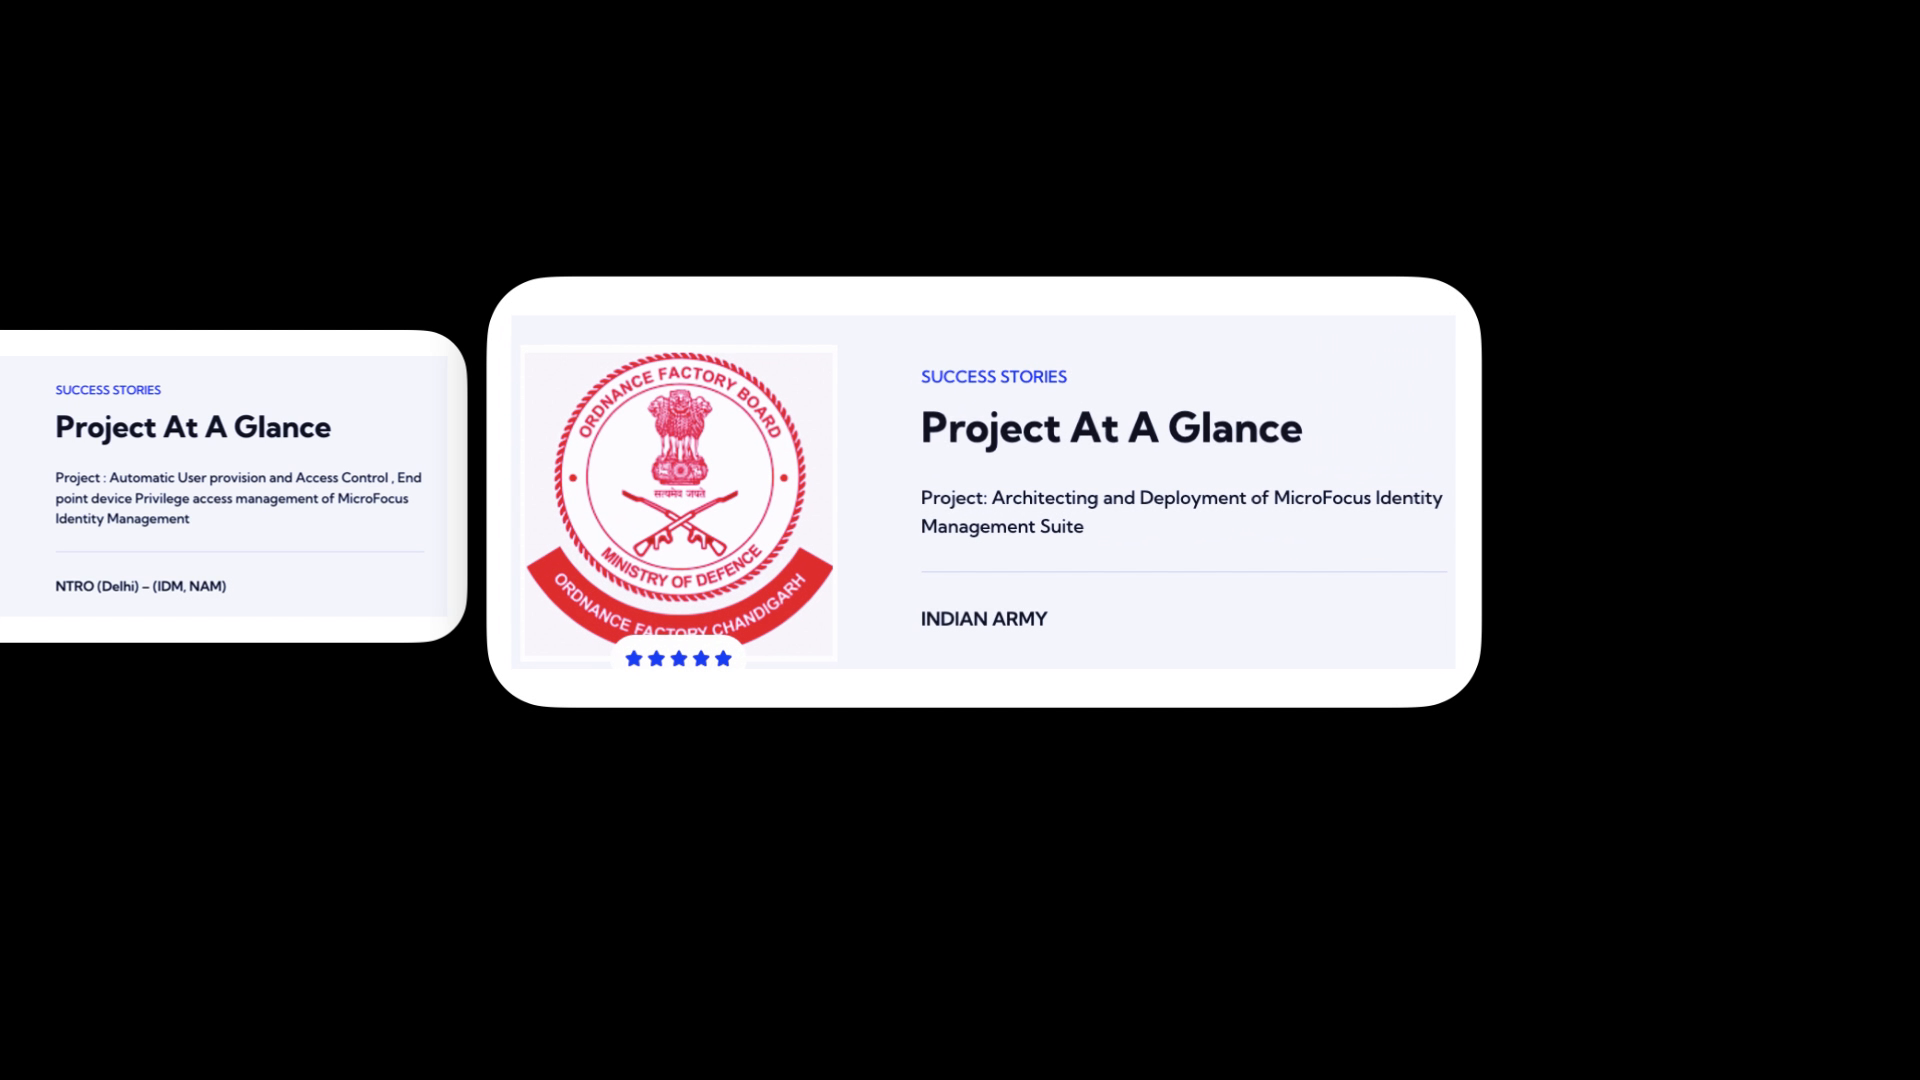 SUCCESS STORIES
Project At A Glance
Project : Automatic User provision and Access Control , End
point device Privilege access management of MicroFocus
Identity Management
NTRO (Delhi) – (IDM, NAM)
ORDNANCE FACTORY BOARD
सत्यमेव जयते
MINISTRY OF DEFENCE
ORDNANCE FACTORY CHANDIGARH
SUCCESS STORIES
Project At A Glance
Project: Architecting and Deployment of MicroFocus Identity
Management Suite
INDIAN ARMY